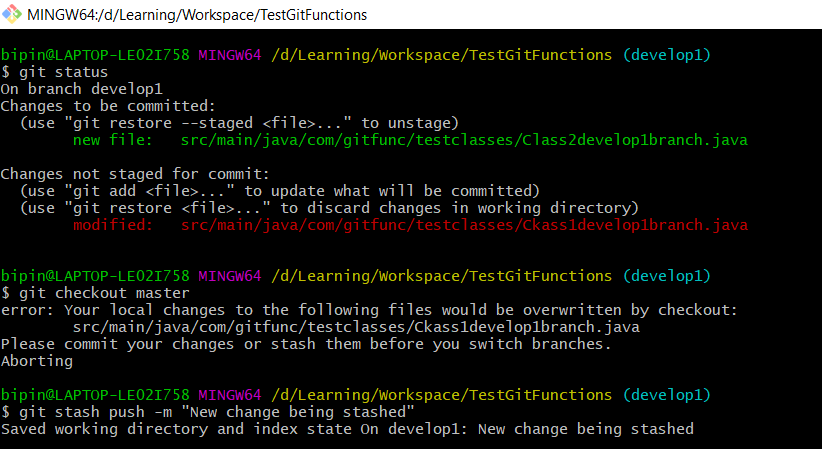 MINGW64:/d/Learning/Workspace/TestGitFunctions
bipin@LAPTOP-LE02I758 MINGW64 /d/Learning/Workspace/TestGitFunctions (develop1)
$ git status
On branch develop1
Changes to be committed:
  (use "git restore --staged <file>..." to unstage)
        new file:   src/main/java/com/gitfunc/testclasses/Class2develop1branch.java
Changes not staged for commit:
  (use "git add <file>..." to update what will be committed)
  (use "git restore <file>..." to discard changes in working directory)
        modified:   src/main/java/com/gitfunc/testclasses/Ckass1develop1branch.java
bipin@LAPTOP-LE02I758 MINGW64 /d/Learning/Workspace/TestGitFunctions (develop1)
$ git checkout master
error: Your local changes to the following files would be overwritten by checkout:
        src/main/java/com/gitfunc/testclasses/Ckass1develop1branch.java
Please commit your changes or stash them before you switch branches.
Aborting
bipin@LAPTOP-LE02I758 MINGW64 /d/Learning/Workspace/TestGitFunctions (develop1)
$ git stash push -m "New change being stashed"
Saved working directory and index state On develop1: New change being stashed